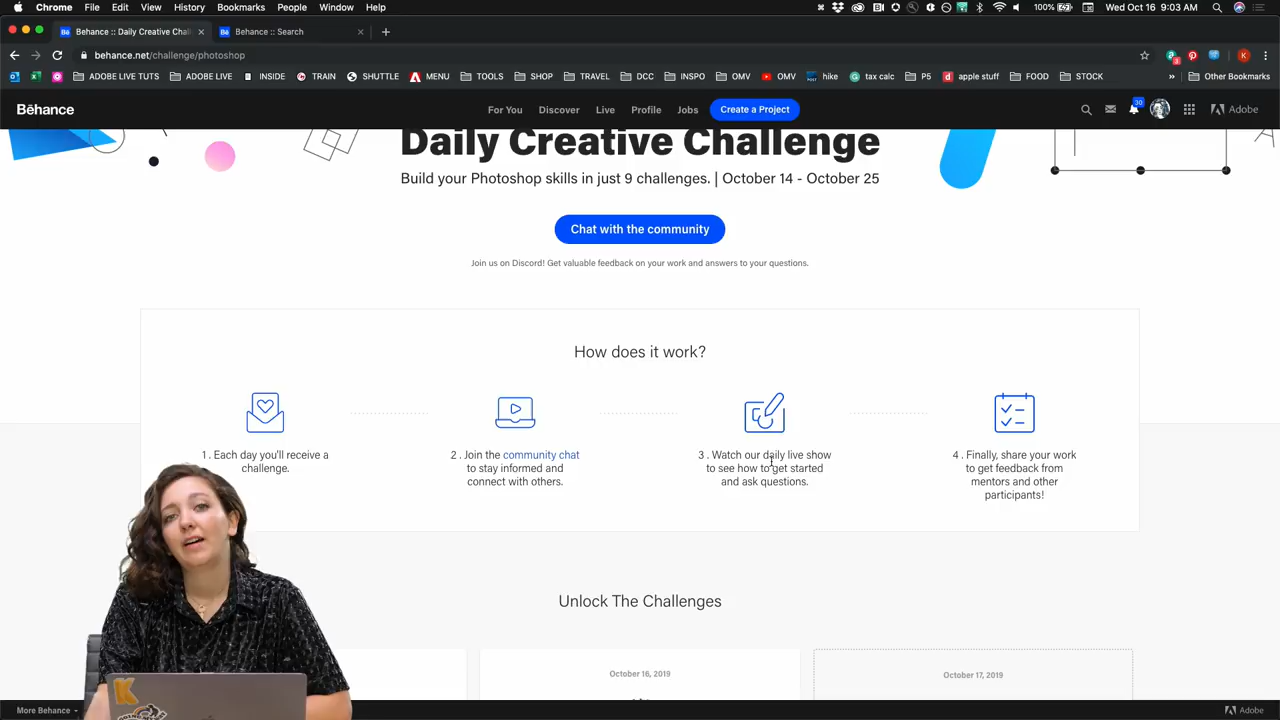 Chrome File Edit View History Bookmarks People Window Help 100% Wed Oct 16 9:03 AM
Behance :: Daily Creative Chal Behance :: Search
behance.net/challenge/photoshop
ADOBE LIVE TUTS ADOBE LIVE INSIDE TRAIN SHUTTLE MENU TOOLS SHOP TRAVEL DCC INSPO OMV OMV hike tax calc P5 apple stuff FOOD STOCK » Other Bookmarks
Bēhance For You Discover Live Profile Jobs Create a Project 30 Adobe
Daily Creative Challenge
Build your Photoshop skills in just 9 challenges. | October 14 - October 25
Chat with the community
Join us on Discord! Get valuable feedback on your work and answers to your questions.
How does it work?
1 . Each day you'll receive a
challenge.
2 . Join the community chat
to stay informed and
connect with others.
3 . Watch our daily live show
to see how to get started
and ask questions.
4 . Finally, share your work
to get feedback from
mentors and other
participants!
Unlock The Challenges
October 16, 2019
October 17, 2019
More Behance
Adobe